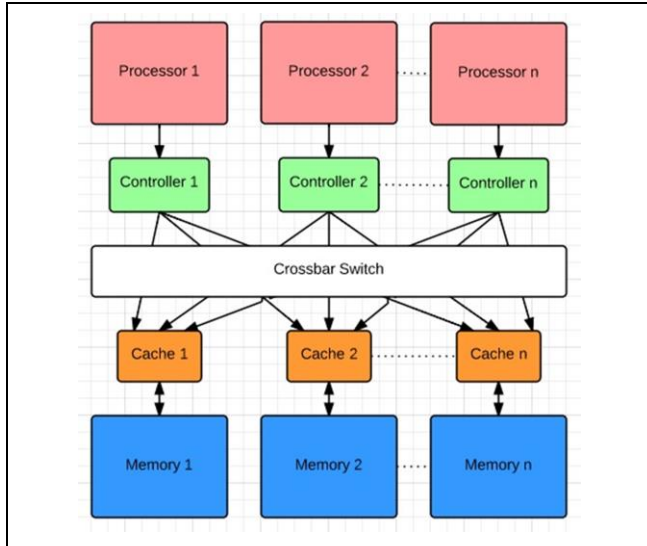 Processor 1
Processor 2
Processor n
Controller 1
Controller 2
Controller n
Crossbar Switch
Cache 1
Cache 2
Cache n
Memory 1
Memory 2
Memory n